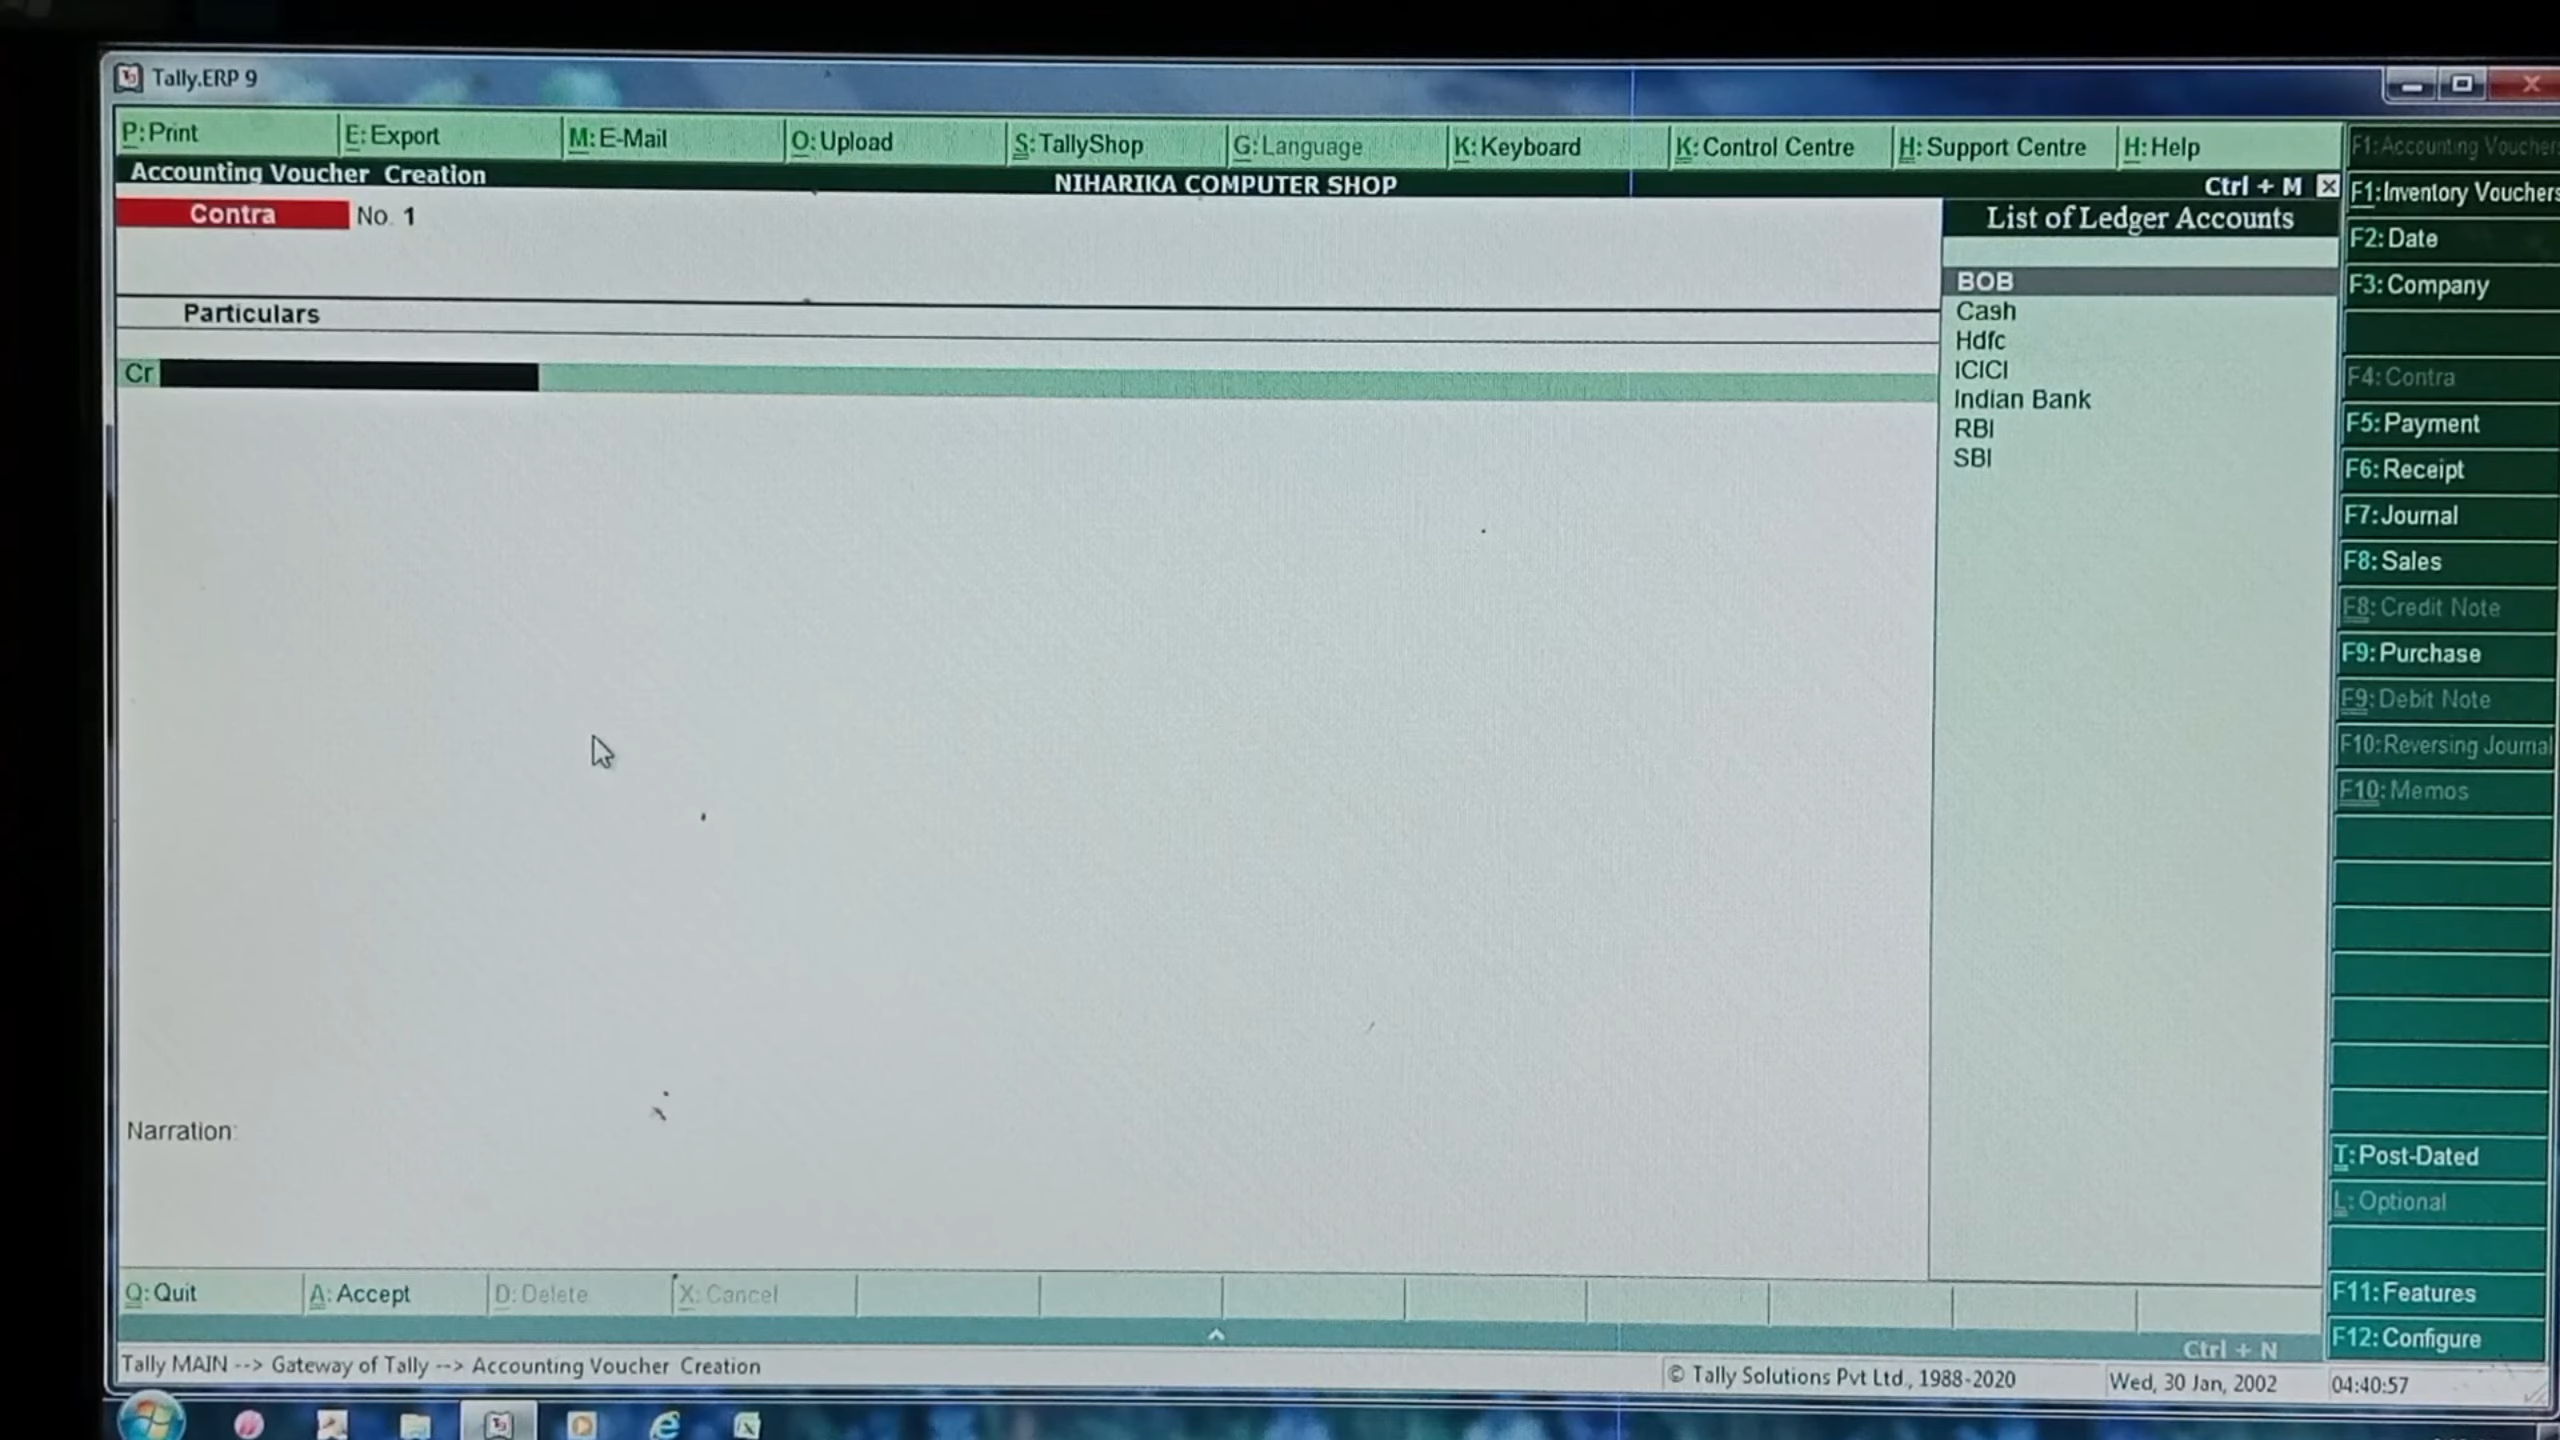 Tally.ERP 9
P: Print E: Export M: E-Mail O: Upload S: TallyShop G: Language K: Keyboard K: Control Centre H: Support Centre H: Help
Accounting Voucher Creation NIHARIKA COMPUTER SHOP Ctrl + M
Contra No. 1
Particulars
Cr
List of Ledger Accounts
BOB
Cash
Hdfc
ICICI
Indian Bank
RBI
SBI
F1: Accounting Vouchers
F1: Inventory Vouchers
F2: Date
F3: Company
F4: Contra
F5: Payment
F6: Receipt
F7: Journal
F8: Sales
F8: Credit Note
F9: Purchase
F9: Debit Note
F10: Reversing Journal
F10: Memos
T: Post-Dated
L: Optional
F11: Features
F12: Configure
Narration:
Q: Quit A: Accept D: Delete X: Cancel
Ctrl + N
Tally MAIN --> Gateway of Tally --> Accounting Voucher Creation © Tally Solutions Pvt Ltd., 1988-2020 Wed, 30 Jan, 2002 04:40:57